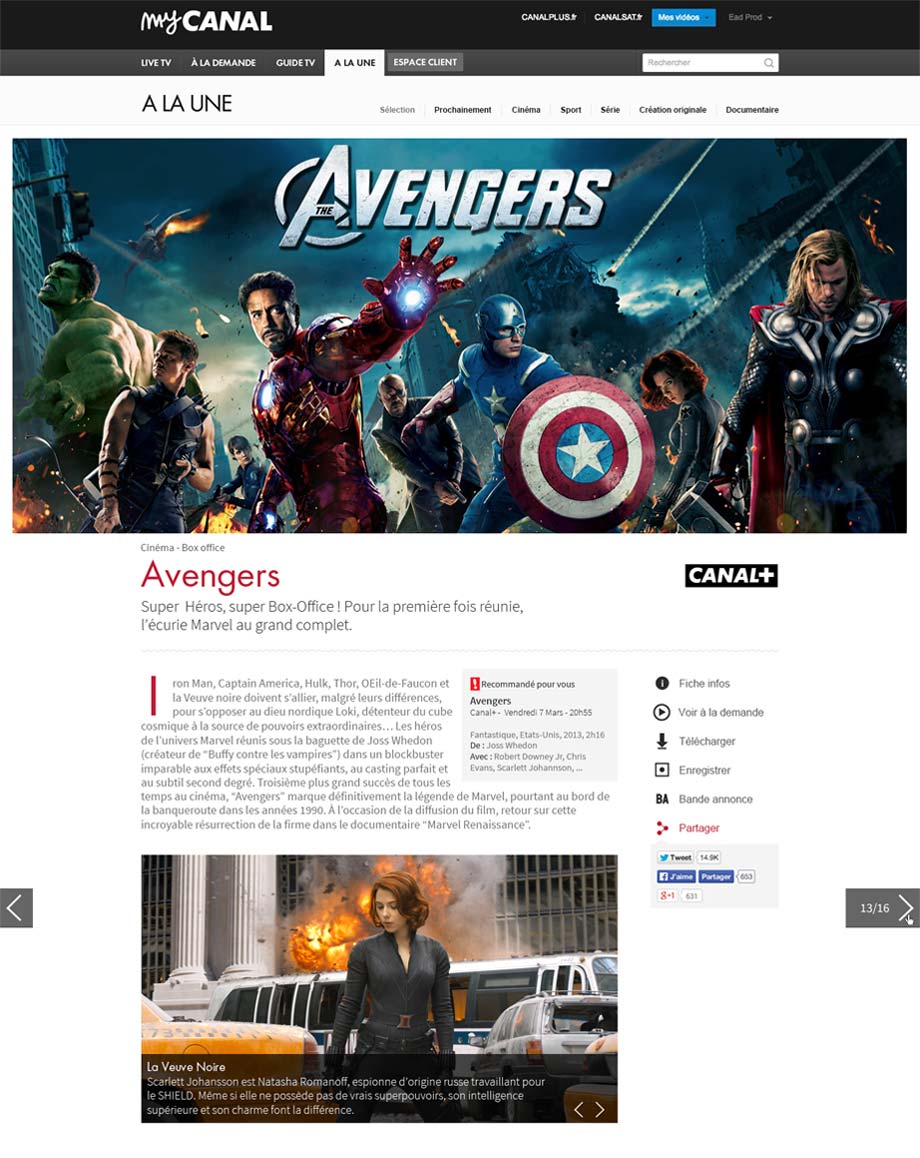 my CANAL
CANALPLUS.fr CANALSAT.fr Mes vidéos Ead Prod
LIVE TV À LA DEMANDE GUIDE TV A LA UNE ESPACE CLIENT Rechercher
A LA UNE
Sélection Prochainement Cinéma Sport Série Création originale Documentaire
THE AVENGERS
Cinéma - Box office
Avengers
CANAL+
Super Héros, super Box-Office ! Pour la première fois réunie,
l'écurie Marvel au grand complet.
Iron Man, Captain America, Hulk, Thor, OEil-de-Faucon et
la Veuve noire doivent s'allier, malgré leurs différences,
pour s'opposer au dieu nordique Loki, détenteur du cube
cosmique à la source de pouvoirs extraordinaires... Les héros
de l'univers Marvel réunis sous la baguette de Joss Whedon
(créateur de "Buffy contre les vampires") dans un blockbuster
imparable aux effets spéciaux stupéfiants, au casting parfait et
au subtil second degré. Troisième plus grand succès de tous les
temps au cinéma, "Avengers" marque définitivement la légende de Marvel, pourtant au bord de
la banqueroute dans les années 1990. À l'occasion de la diffusion du film, retour sur cette
incroyable résurrection de la firme dans le documentaire "Marvel Renaissance".
Recommandé pour vous
Avengers
Canal+ - Vendredi 7 Mars - 20h55
Fantastique, Etats-Unis, 2013, 2h16
De : Joss Whedon
Avec : Robert Downey Jr, Chris
Evans, Scarlett Johannson, ...
Fiche infos
Voir à la demande
Télécharger
Enregistrer
BA Bande annonce
Partager
Tweet 14.9K
J'aime Partager 653
g+1 631
13/16
La Veuve Noire
Scarlett Johansson est Natasha Romanoff, espionne d'origine russe travaillant pour
le SHIELD. Même si elle ne possède pas de vrais superpouvoirs, son intelligence
supérieure et son charme font la différence.